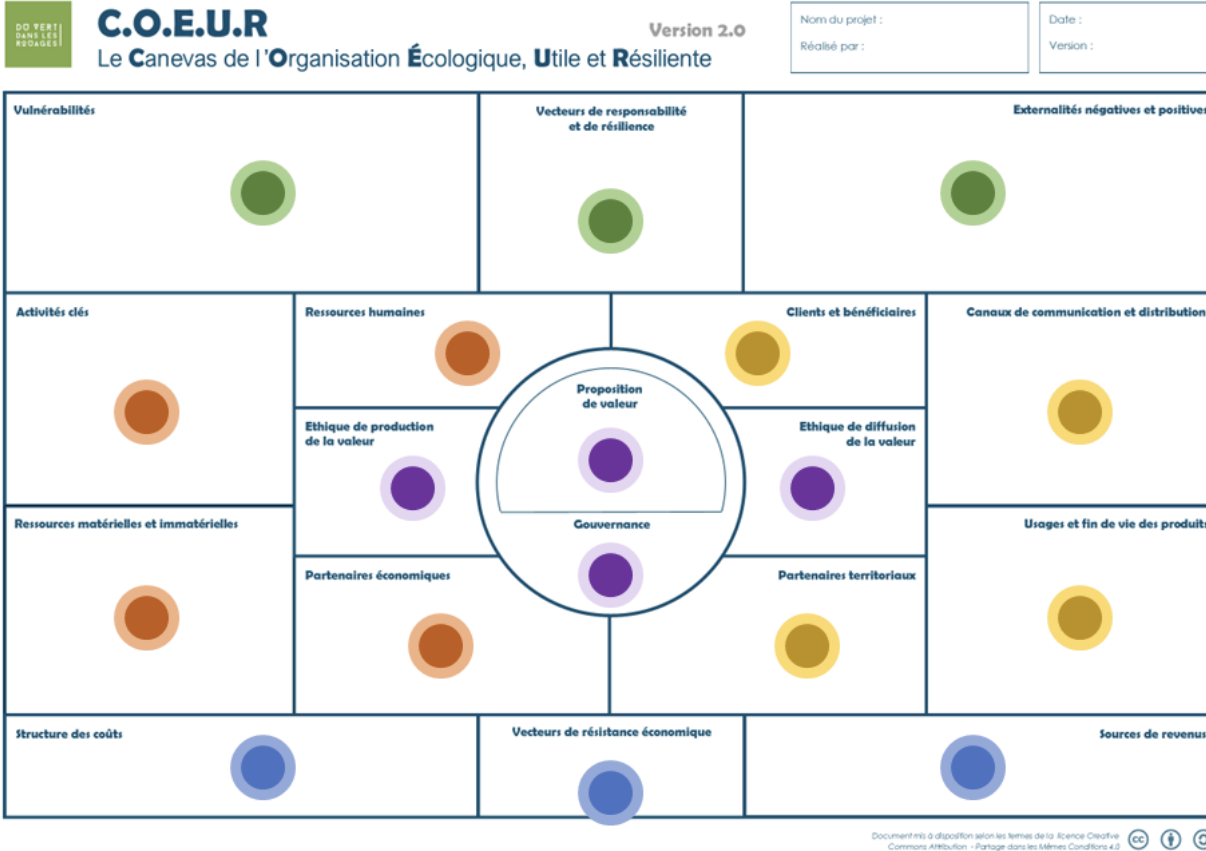 DU VERT
DANS LES
ROUAGES
C.O.E.U.R
Version 2.0
Le Canevas de l'Organisation Écologique, Utile et Résiliente
Nom du projet :
Réalisé par :
Date :
Version :
Vulnérabilités
Vecteurs de responsabilité
et de résilience
Externalités négatives et positives
Activités clés
Ressources humaines
Clients et bénéficiaires
Canaux de communication et distribution
Proposition
de valeur
Ethique de production
de la valeur
Ethique de diffusion
de la valeur
Ressources matérielles et immatérielles
Gouvernance
Usages et fin de vie des produits
Partenaires économiques
Partenaires territoriaux
Structure des coûts
Vecteurs de résistance économique
Sources de revenus
Document mis à disposition selon les termes de la licence Creative
Commons Attribution - Partage dans les Mêmes Conditions 4.0
cc